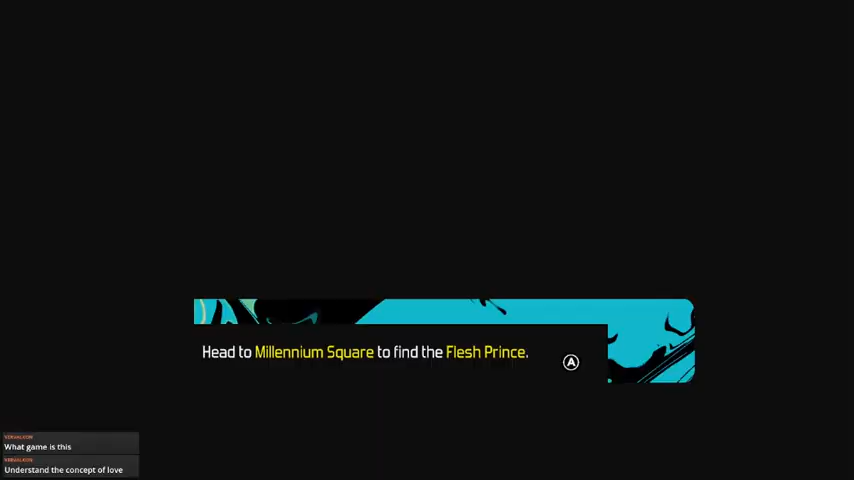 Head to Millennium Square to find the Flesh Prince.
A
What game is this
Understand the concept of love